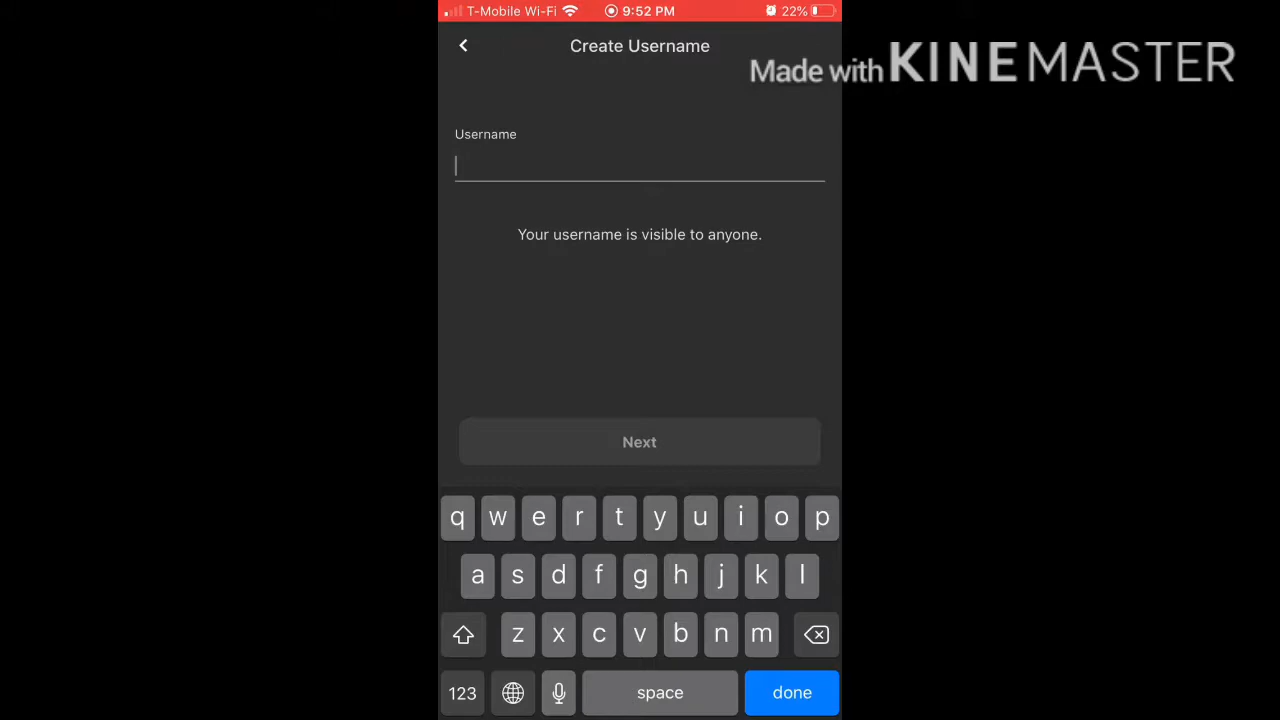 T-Mobile Wi-Fi 9:52 PM 22%
Create Username
Made with KINEMASTER
Username
Your username is visible to anyone.
Next
q w e r t y u i o p
a s d f g h j k l
z x c v b n m
123 space done